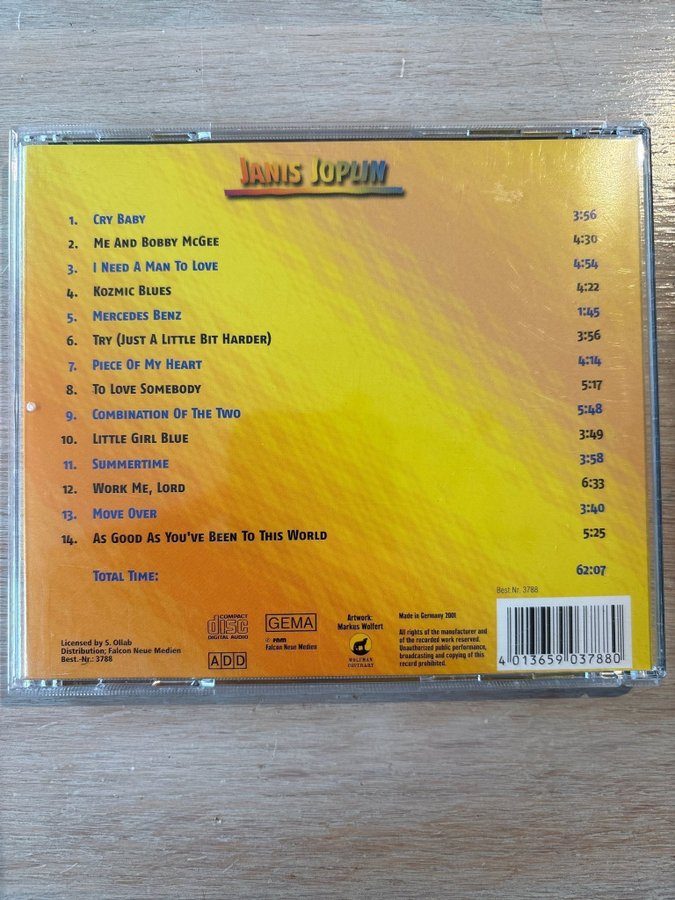 Janis Joplin
1. Cry Baby 3:56
2. Me And Bobby McGee 4:30
3. I Need A Man To Love 4:54
4. Kozmic Blues 4:22
5. Mercedes Benz 1:45
6. Try (Just A Little Bit Harder) 3:56
7. Piece Of My Heart 4:14
8. To Love Somebody 5:17
9. Combination Of The Two 5:48
10. Little Girl Blue 3:49
11. Summertime 3:58
12. Work Me, Lord 6:33
13. Move Over 3:40
14. As Good As You've Been To This World 5:25
Total Time: 62:07
Best Nr. 3788
Licensed by S. Ollab
Distribution; Falcon Neue Medien
Best.-Nr.: 3788
COMPACT
disc
DIGITAL AUDIO
ADD
GEMA
℗ FNM
Falcon Neue Medien
Artwork:
Markus Wolfert
WOLFMAN
Made in Germany 2001
All rights of the manufacturer and
of the recorded work reserved.
Unauthorized public performance,
broadcasting and copying of this
record prohibited.
4 013659 037880